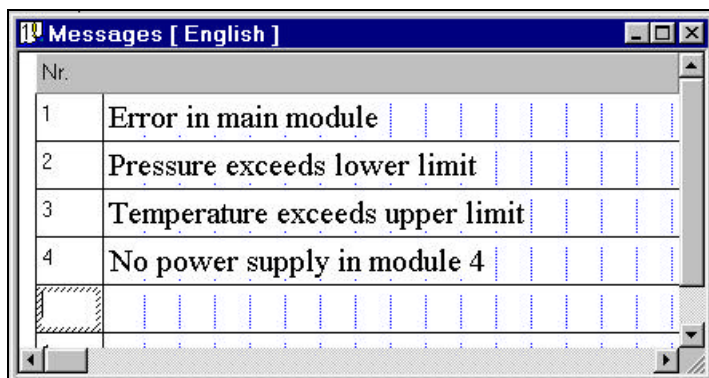 Messages [ English ]
Nr.
1 Error in main module
2 Pressure exceeds lower limit
3 Temperature exceeds upper limit
4 No power supply in module 4